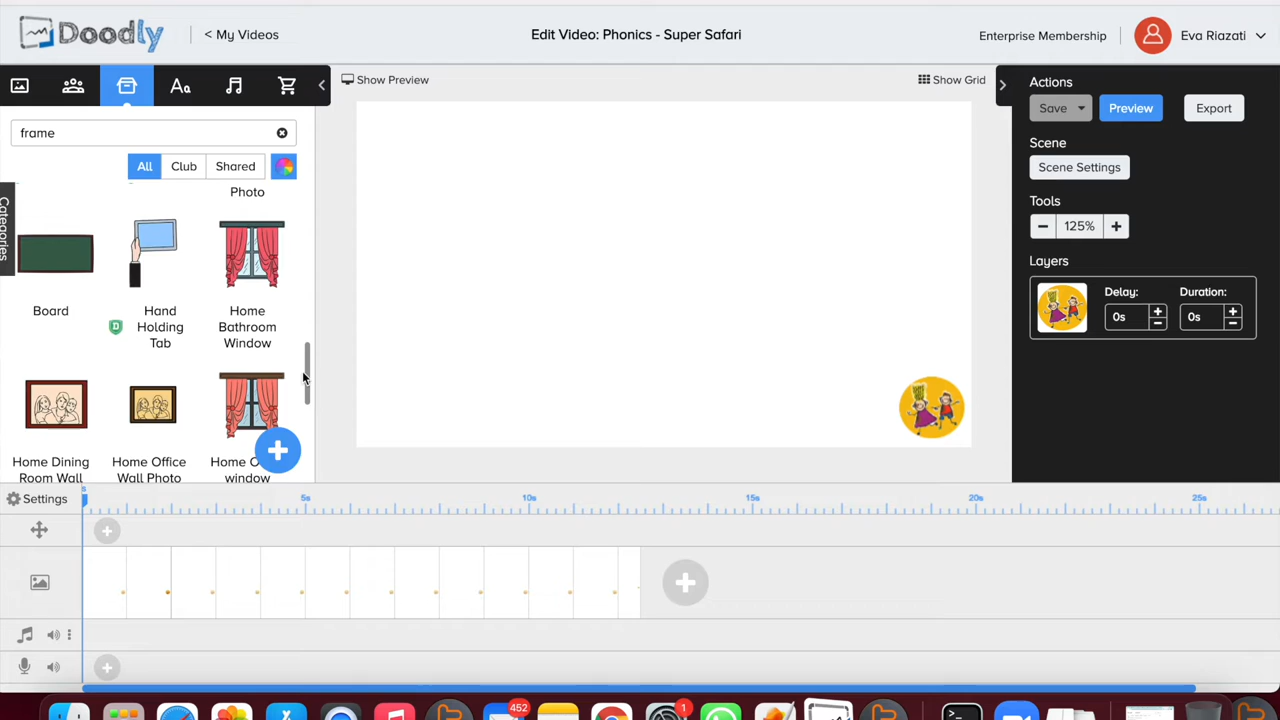 Doodly
< My Videos
Edit Video: Phonics - Super Safari
Enterprise Membership
Eva Riazati
Show Preview
Show Grid
Actions
Save
Preview
Export
frame
All
Club
Shared
Scene
Scene Settings
Categories
Photo
Tools
125%
Board
Hand
Holding
Tab
Home
Bathroom
Window
Layers
Delay:
Duration:
0s
0s
Home Dining
Room Wall
Home Office
Wall Photo
window
Settings
5s
10s
15s
20s
25s
452
1